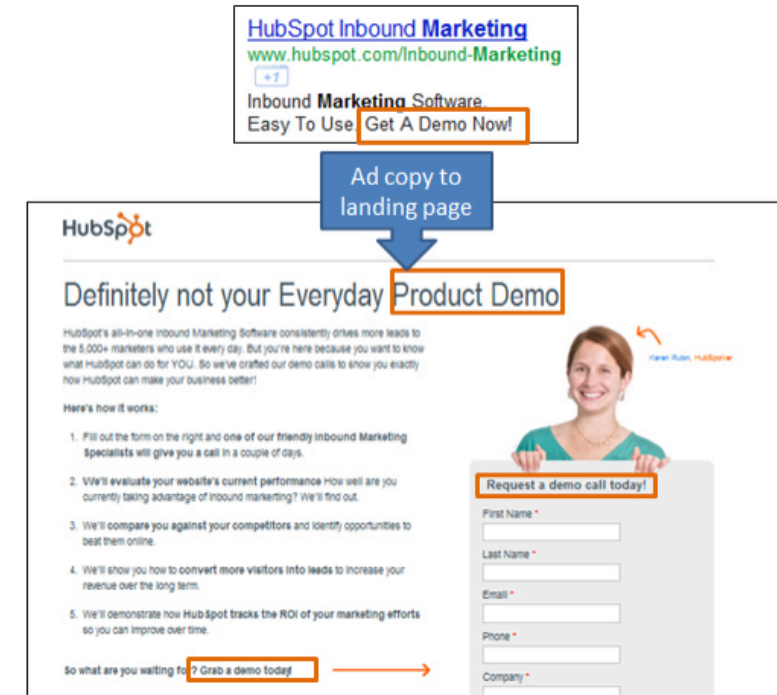 HubSpot Inbound Marketing
www.hubspot.com/Inbound-Marketing
+1
Inbound Marketing Software.
Easy To Use. Get A Demo Now!
Ad copy to
landing page
HubSpot
Definitely not your Everyday Product Demo
HubSpot's all-in-one Inbound Marketing Software consistently drives more leads to
the 5,000+ marketers who use it every day. But you're here because you want to know
what HubSpot can do for YOU. So we've crafted our demo calls to show you exactly
how HubSpot can make your business better!
Karen Rubin, HubSpotter
Here's how it works:
1. Fill out the form on the right and one of our friendly Inbound Marketing
Specialists will give you a call in a couple of days.
2. We'll evaluate your website's current performance How well are you
currently taking advantage of inbound markerting? We'll find out.
3. We'll compare you against your competitors and identify opportunities to
beat them online.
4. We'll show you how to convert more visitors into leads to increase your
revenue over the long term.
5. We'll demonstrate how HubSpot tracks the ROI of your marketing efforts
so you can improve over time.
So what are you waiting for? Grab a demo today!
Request a demo call today!
First Name *
Last Name *
Email *
Phone *
Company *